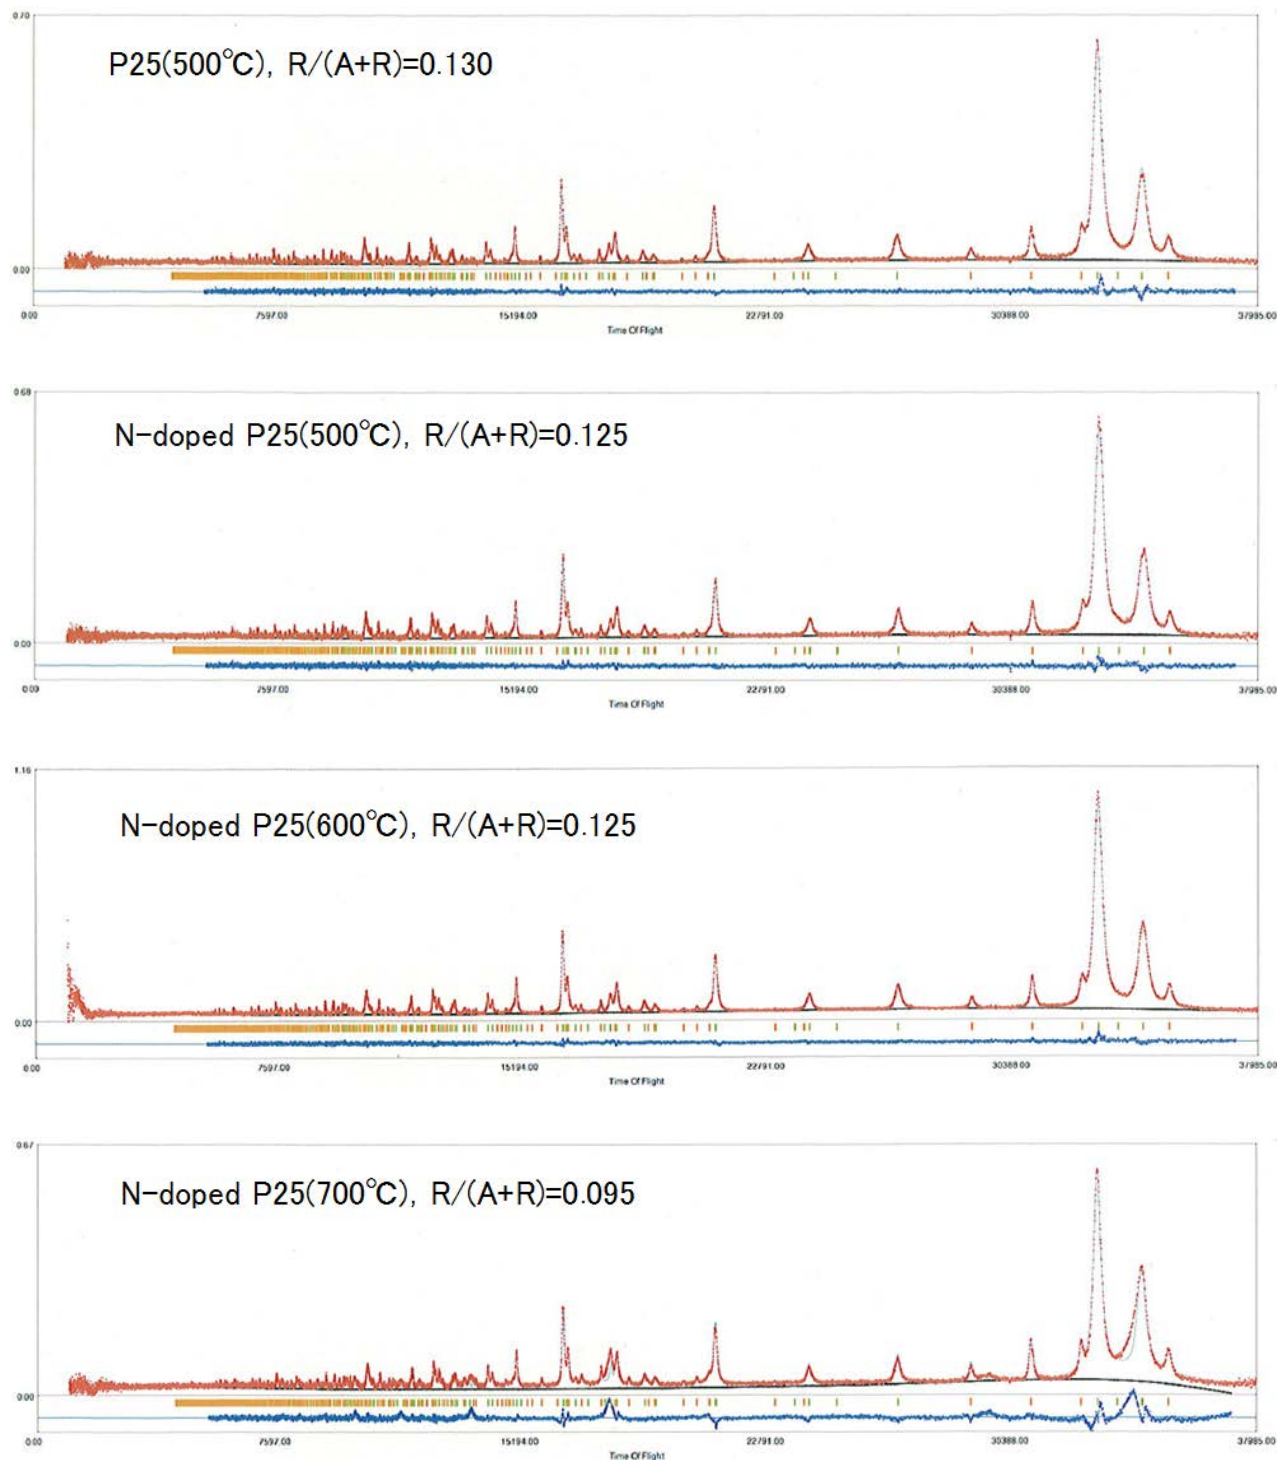 0.70
P25(500℃), R/(A+R)=0.130
0.00
0.00 7597.00 15194.00 22791.00 30388.00 37985.00
Time Of Flight
0.68
N-doped P25(500℃), R/(A+R)=0.125
0.00
0.00 7597.00 15194.00 22791.00 30388.00 37985.00
Time Of Flight
1.16
N-doped P25(600℃), R/(A+R)=0.125
0.00
0.00 7597.00 15194.00 22791.00 30388.00 37985.00
Time Of Flight
0.67
N-doped P25(700℃), R/(A+R)=0.095
0.00
0.00 7597.00 15194.00 22791.00 30388.00 37985.00
Time Of Flight